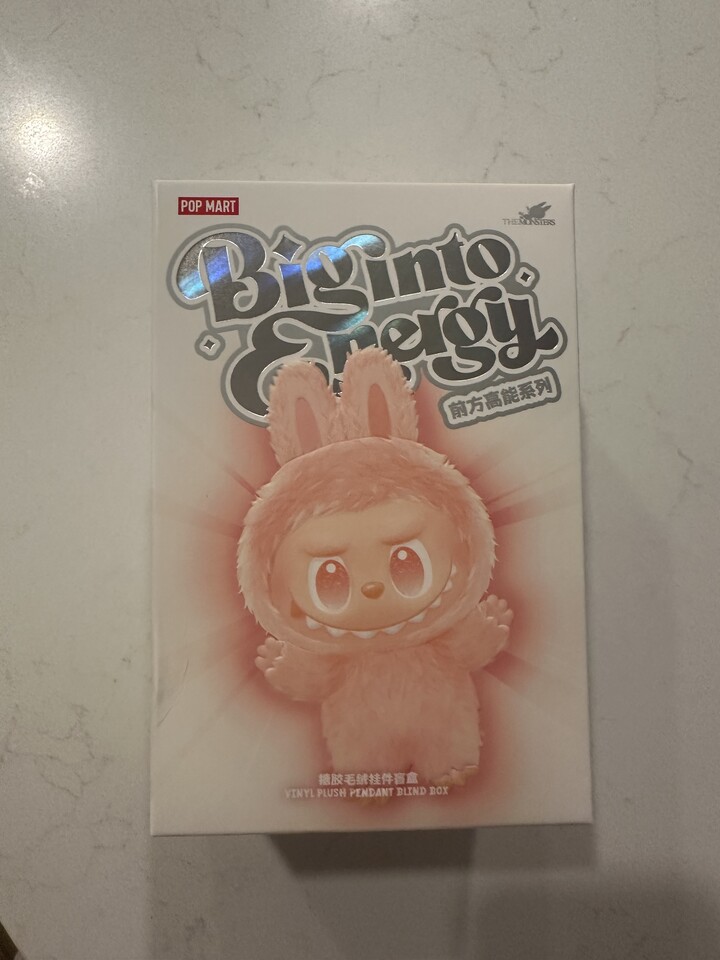 POP MART
THE MONSTERS
Big into
Energy
前方高能系列
搪胶毛绒挂件盲盒
VINYL PLUSH PENDANT BLIND BOX